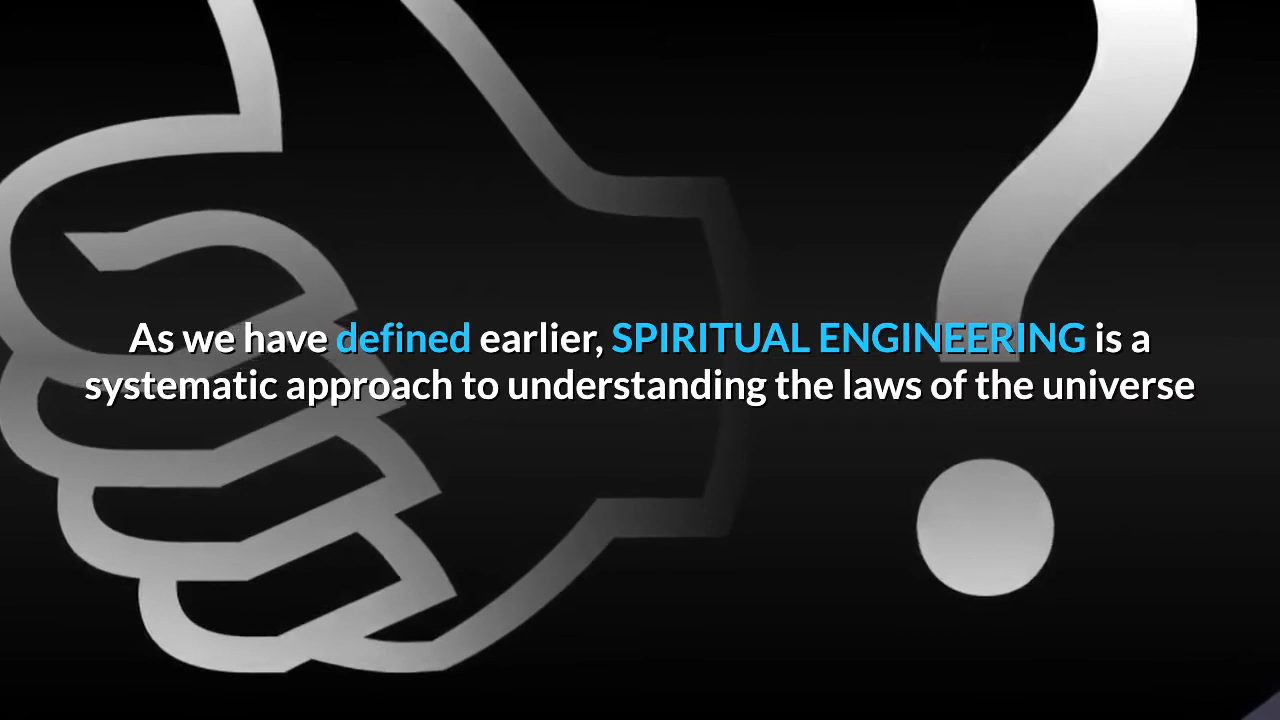 As we have defined earlier, SPIRITUAL ENGINEERING is a
systematic approach to understanding the laws of the universe